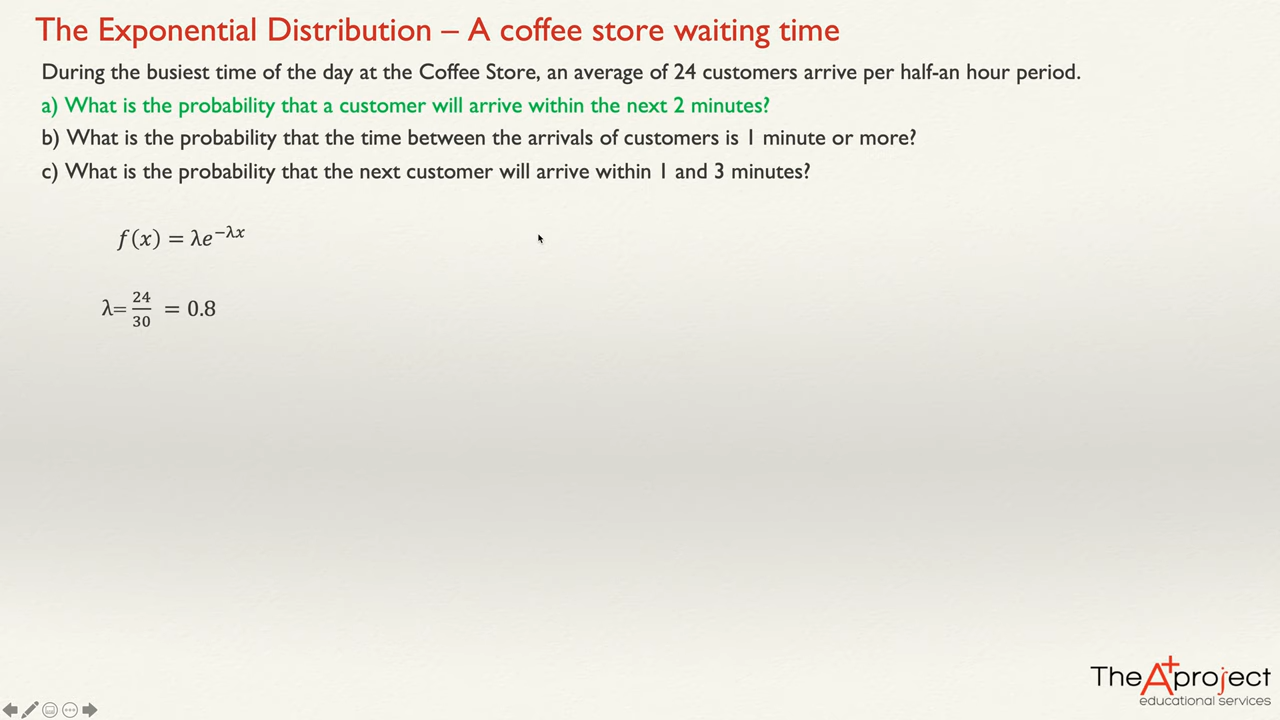 The Exponential Distribution – A coffee store waiting time
During the busiest time of the day at the Coffee Store, an average of 24 customers arrive per half-an hour period.
a) What is the probability that a customer will arrive within the next 2 minutes?
b) What is the probability that the time between the arrivals of customers is 1 minute or more?
c) What is the probability that the next customer will arrive within 1 and 3 minutes?
f(x) = λe^{−λx}
λ= 24/30 = 0.8
The A+ project
educational services